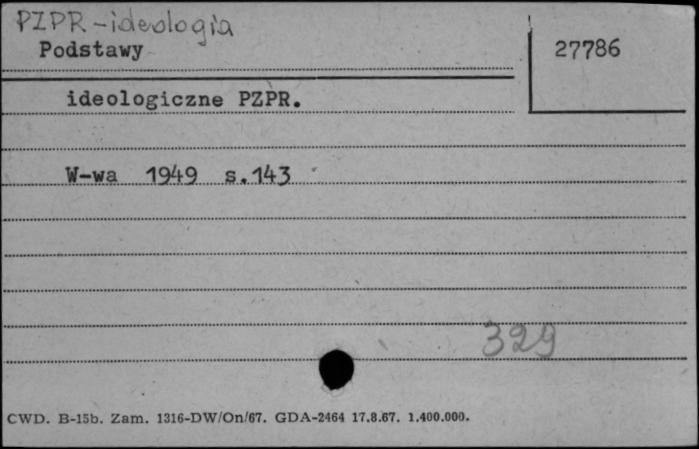 PZPR-ideologia
Podstawy
27786
ideologiczne PZPR.
W-wa 1949 s.143
329
CWD. B-15b. Zam. 1316-DW/On/67. GDA-2464 17.8.67. 1.400.000.